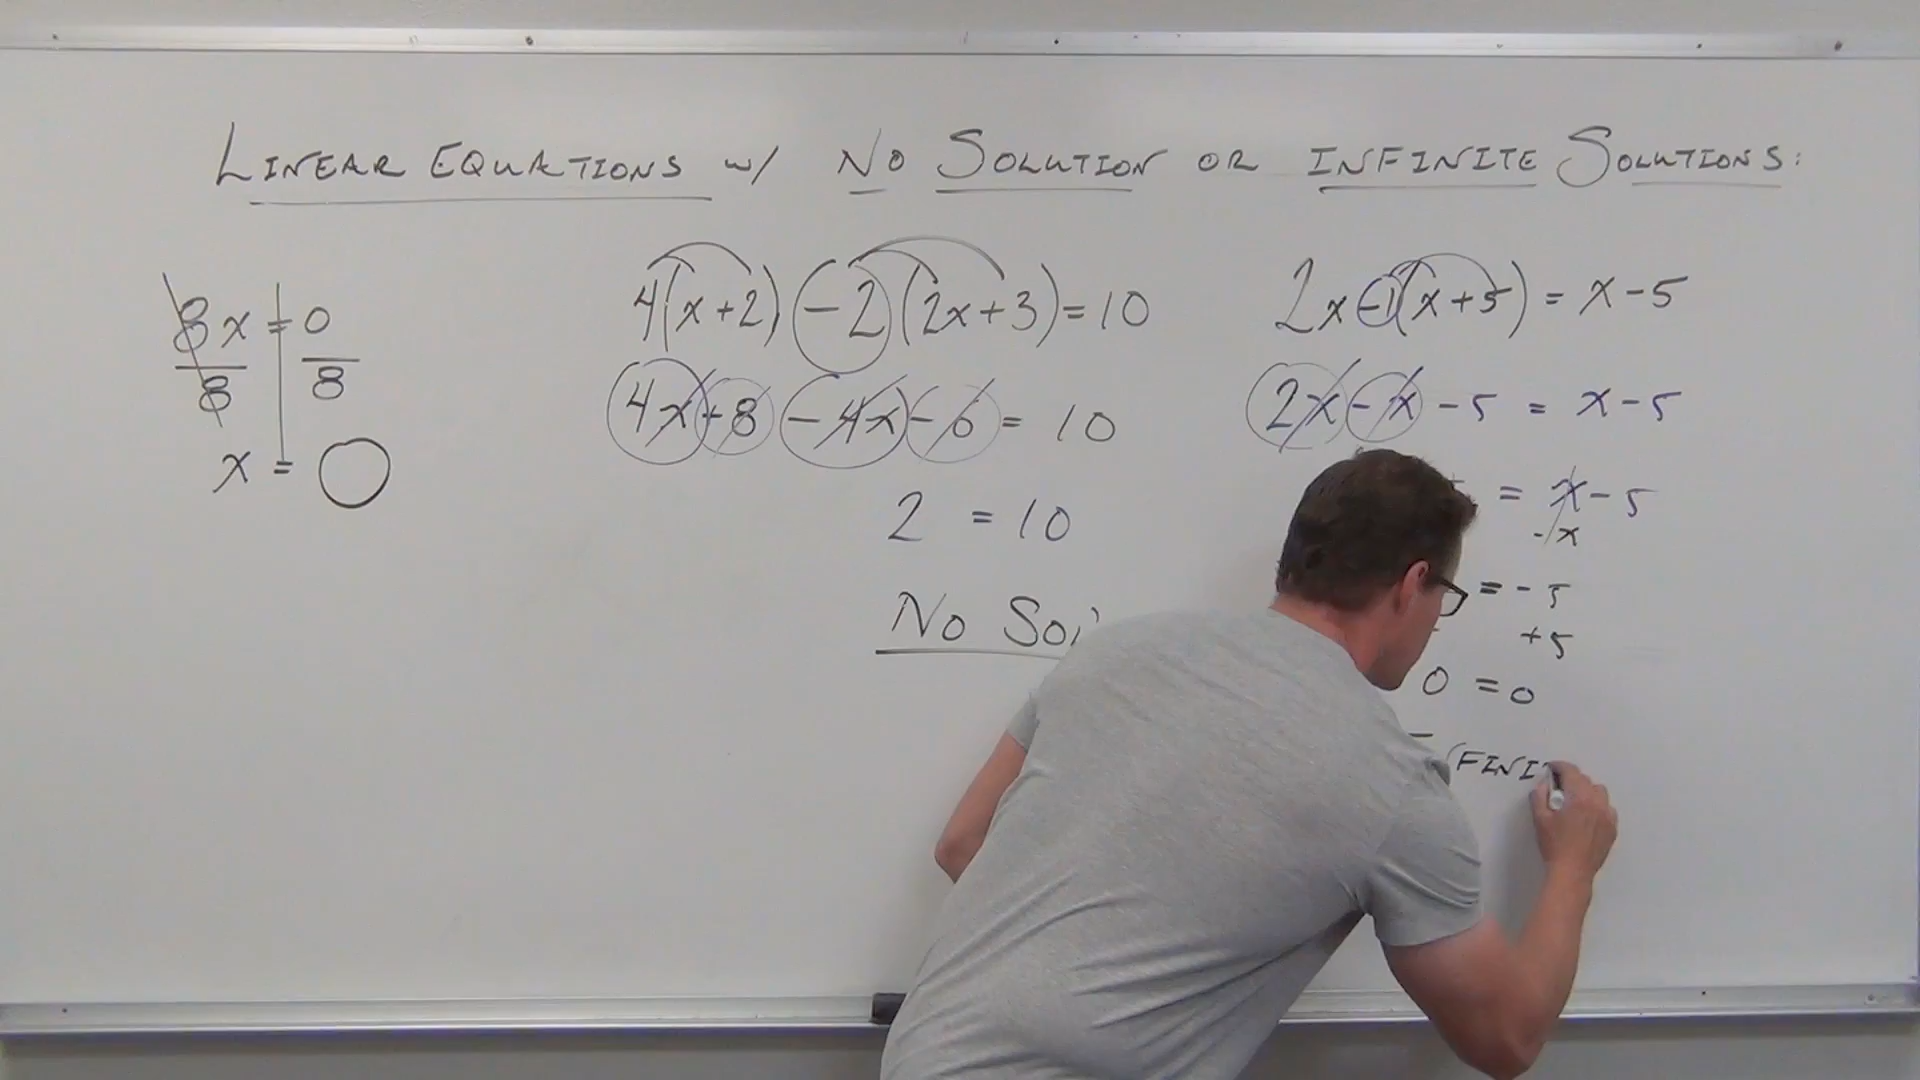 LINEAR EQUATIONS w/ NO SOLUTION OR INFINITE SOLUTIONS:
8x = 0
8 8
x = 0
4(x+2) -2(2x+3) = 10
4x +8 -4x -6 = 10
2 = 10
NO SOL
2x -1(x+5) = x-5
2x -x -5 = x-5
= x-5
-x
= -5
+5
0 = 0
FINI